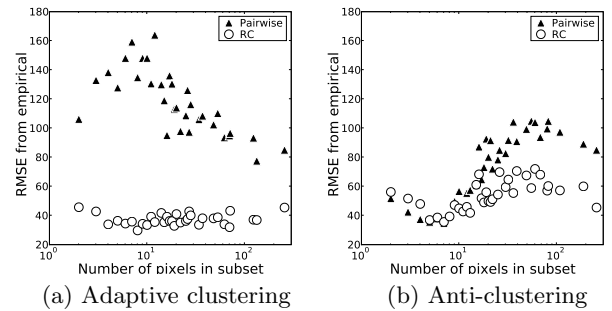 180
160
140
120
100
80
60
40
20
RMSE from empirical
Pairwise
RC
10^0
10^1
10^2
Number of pixels in subset
(a) Adaptive clustering
180
160
140
120
100
80
60
40
20
RMSE from empirical
Pairwise
RC
10^0
10^1
10^2
Number of pixels in subset
(b) Anti-clustering